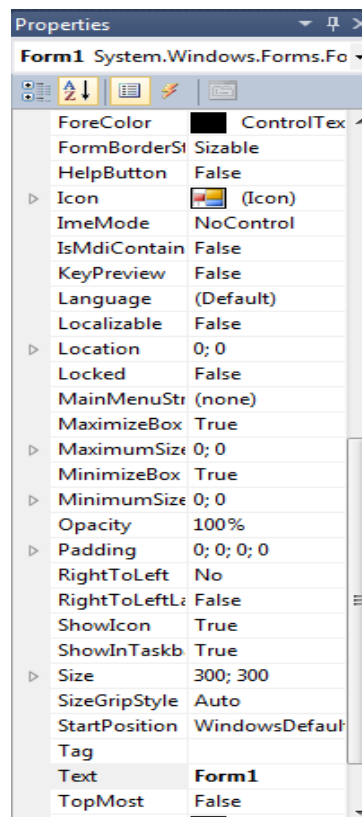 Properties
Form1 System.Windows.Forms.Fo
ForeColor ControlTex
FormBorderSt Sizable
HelpButton False
Icon (Icon)
ImeMode NoControl
IsMdiContain False
KeyPreview False
Language (Default)
Localizable False
Location 0; 0
Locked False
MainMenuStr (none)
MaximizeBox True
MaximumSize 0; 0
MinimizeBox True
MinimumSize 0; 0
Opacity 100%
Padding 0; 0; 0; 0
RightToLeft No
RightToLeftLa False
ShowIcon True
ShowInTaskb True
Size 300; 300
SizeGripStyle Auto
StartPosition WindowsDefaul
Tag
Text Form1
TopMost False